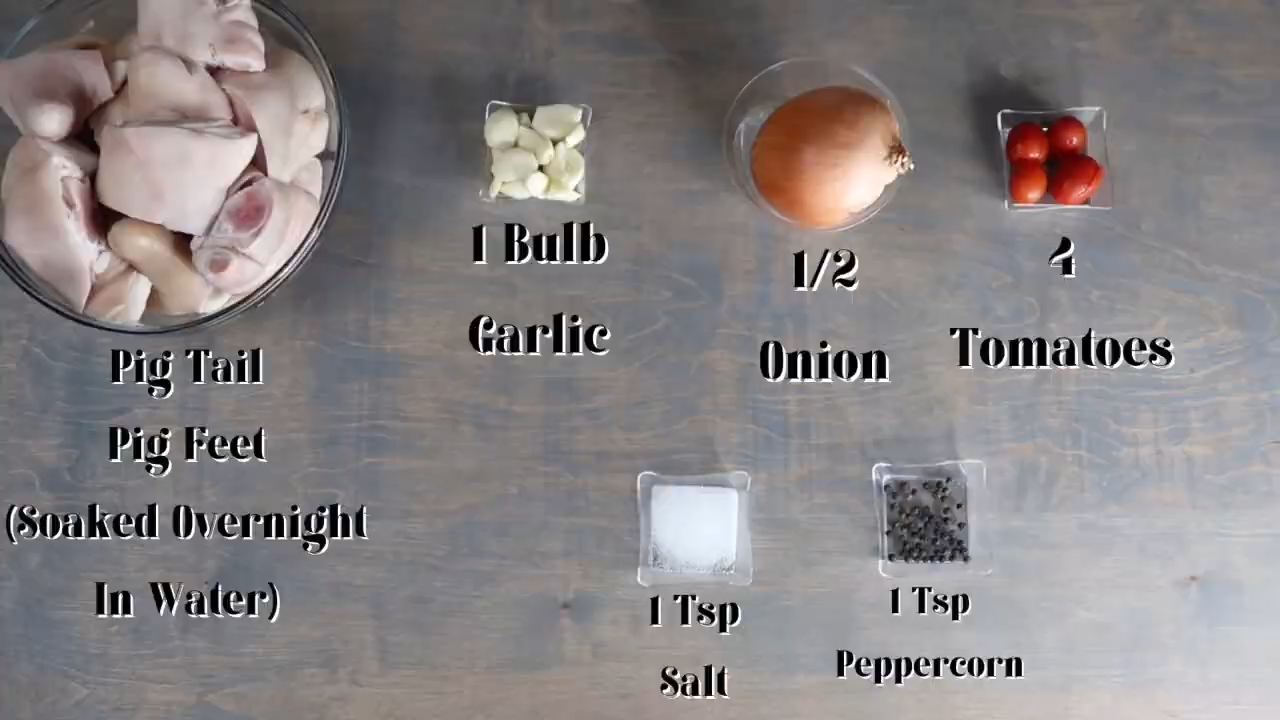 Pig Tail
Pig Feet
(Soaked Overnight
In Water)
1 Bulb
Garlic
1/2
Onion
4
Tomatoes
1 Tsp
Salt
1 Tsp
Peppercorn